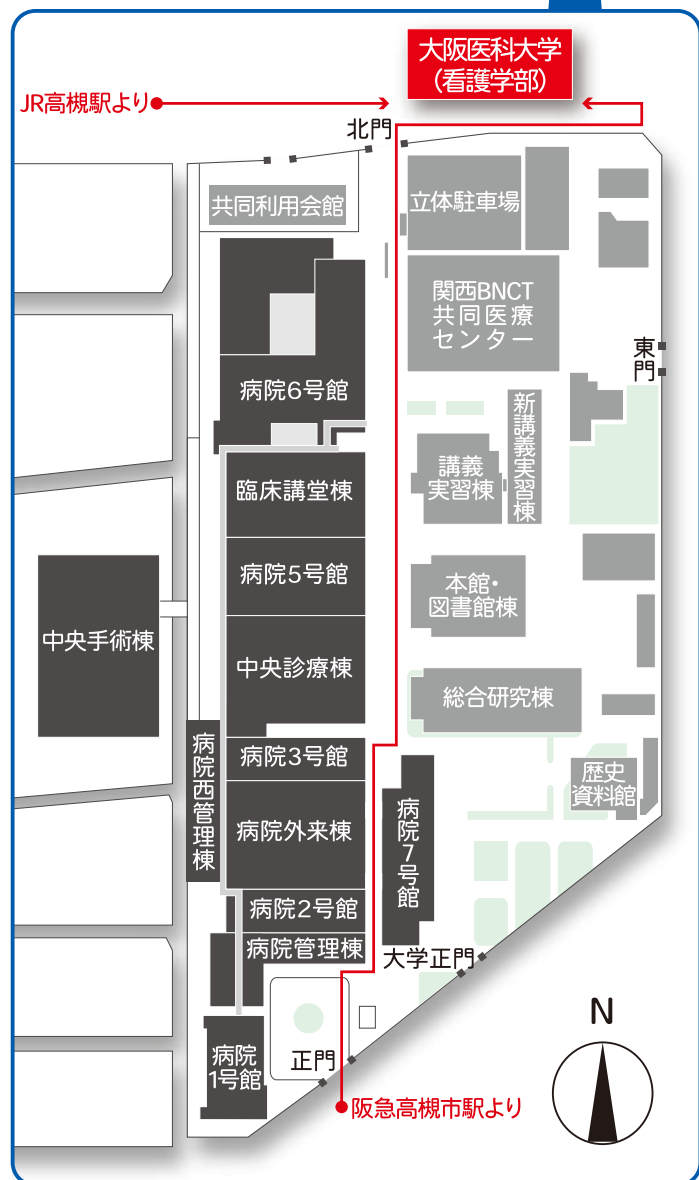 大阪医科大学
(看護学部)
JR高槻駅より
北門
共同利用会館
立体駐車場
関西BNCT
共同医療
センター
東門
病院6号館
新講義実習棟
講義
実習棟
臨床講堂棟
病院5号館
本館・
図書館棟
中央手術棟
中央診療棟
総合研究棟
病院西管理棟
病院3号館
歴史
資料館
病院外来棟
病院7号館
病院2号館
病院管理棟
大学正門
N
正門
病院
1号館
阪急高槻市駅より